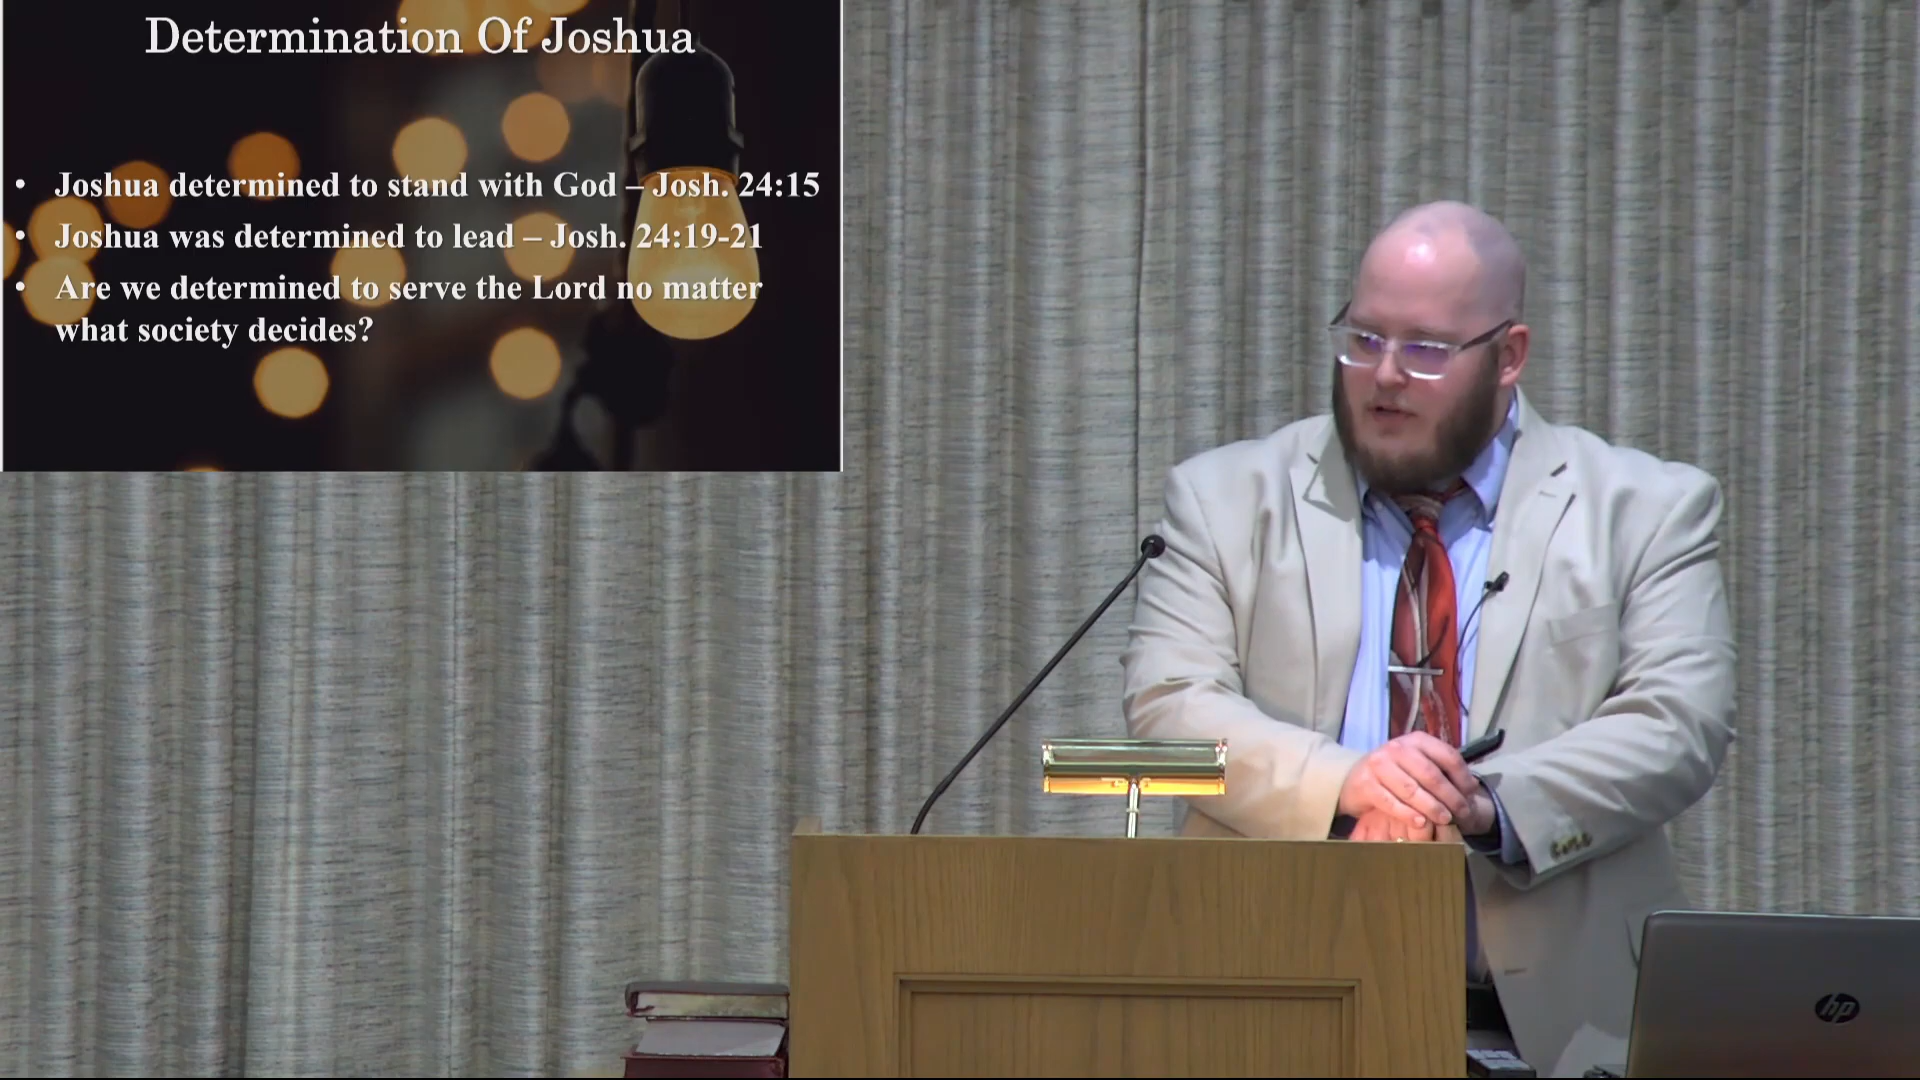 Determination Of Joshua
• Joshua determined to stand with God – Josh. 24:15
• Joshua was determined to lead – Josh. 24:19-21
• Are we determined to serve the Lord no matter
what society decides?
hp